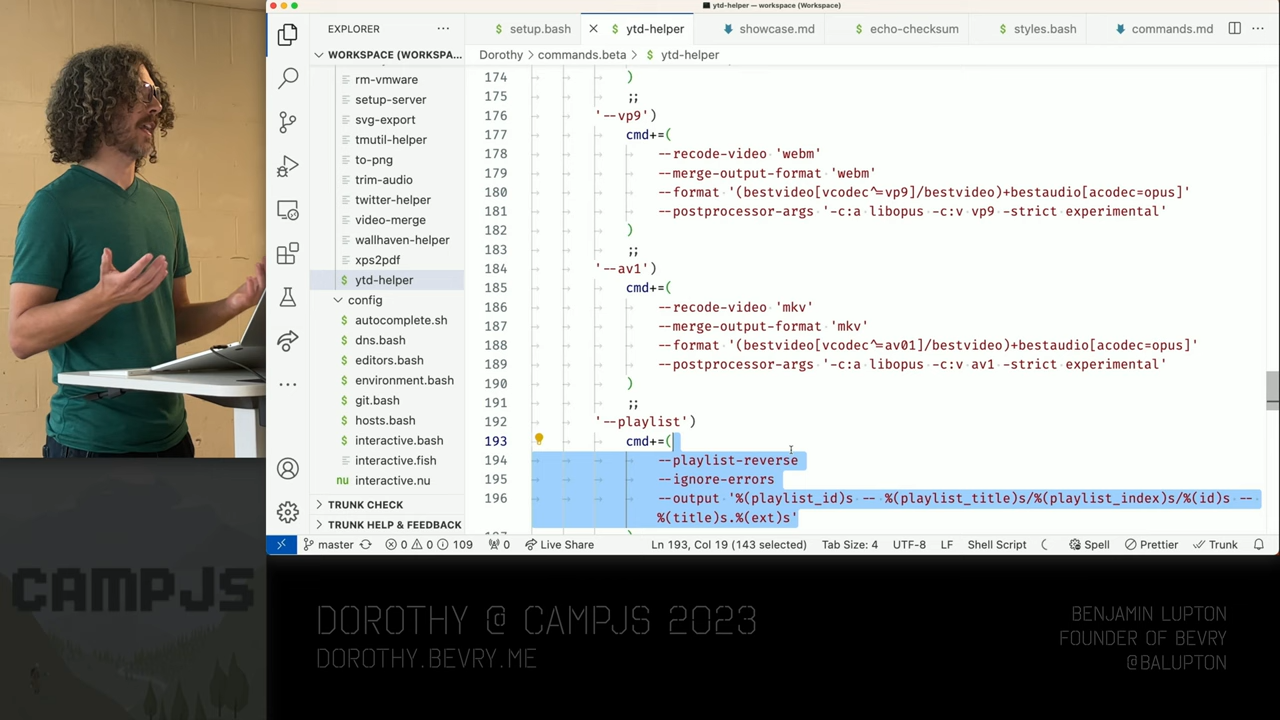 ytd-helper — workspace (Workspace)
EXPLORER
setup.bash
ytd-helper
showcase.md
echo-checksum
styles.bash
commands.md
WORKSPACE (WORKSPA...
Dorothy > commands.beta > $ ytd-helper
rm-vmware
setup-server
svg-export
tmutil-helper
to-png
trim-audio
twitter-helper
video-merge
wallhaven-helper
xps2pdf
$ ytd-helper
config
$ autocomplete.sh
$ dns.bash
$ editors.bash
$ environment.bash
$ git.bash
$ hosts.bash
$ interactive.bash
interactive.fish
nu interactive.nu
TRUNK CHECK
TRUNK HELP & FEEDBACK
174 )
175 ;;
176 '--vp9')
177 cmd+=(
178 --recode-video 'webm'
179 --merge-output-format 'webm'
180 --format '(bestvideo[vcodec^=vp9]/bestvideo)+bestaudio[acodec=opus]'
181 --postprocessor-args '-c:a libopus -c:v vp9 -strict experimental'
182 )
183 ;;
184 '--av1')
185 cmd+=(
186 --recode-video 'mkv'
187 --merge-output-format 'mkv'
188 --format '(bestvideo[vcodec^=av01]/bestvideo)+bestaudio[acodec=opus]'
189 --postprocessor-args '-c:a libopus -c:v av1 -strict experimental'
190 )
191 ;;
192 '--playlist')
193 cmd+=(
194 --playlist-reverse
195 --ignore-errors
196 --output '%(playlist_id)s -- %(playlist_title)s/%(playlist_index)s/%(id)s --
%(title)s.%(ext)s'
master 0 0 109 0 Live Share Ln 193, Col 19 (143 selected) Tab Size: 4 UTF-8 LF Shell Script Spell Prettier Trunk
CAMPJS
DOROTHY @ CAMPJS 2023
DOROTHY.BEVRY.ME
BENJAMIN LUPTON
FOUNDER OF BEVRY
@BALUPTON